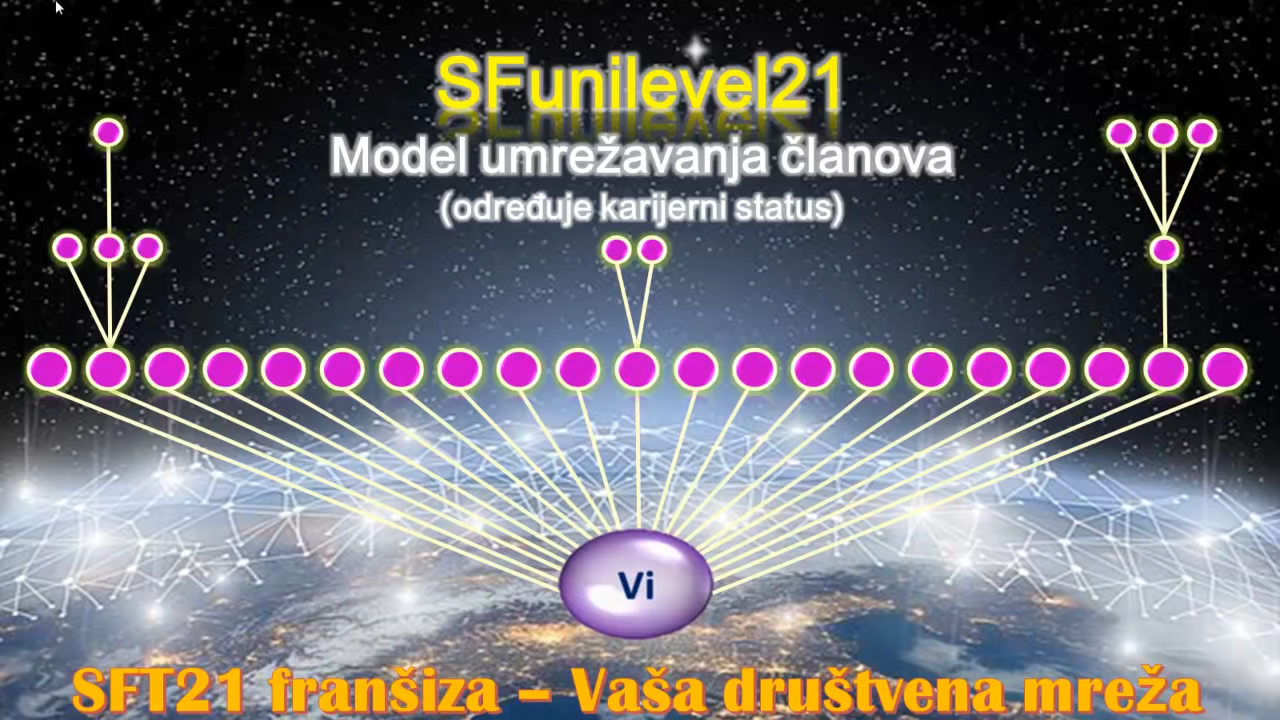 SFunilevel21
Model umrežavanja članova
(određuje karijerni status)
Vi
SFT21 franšiza – Vaša društvena mreža